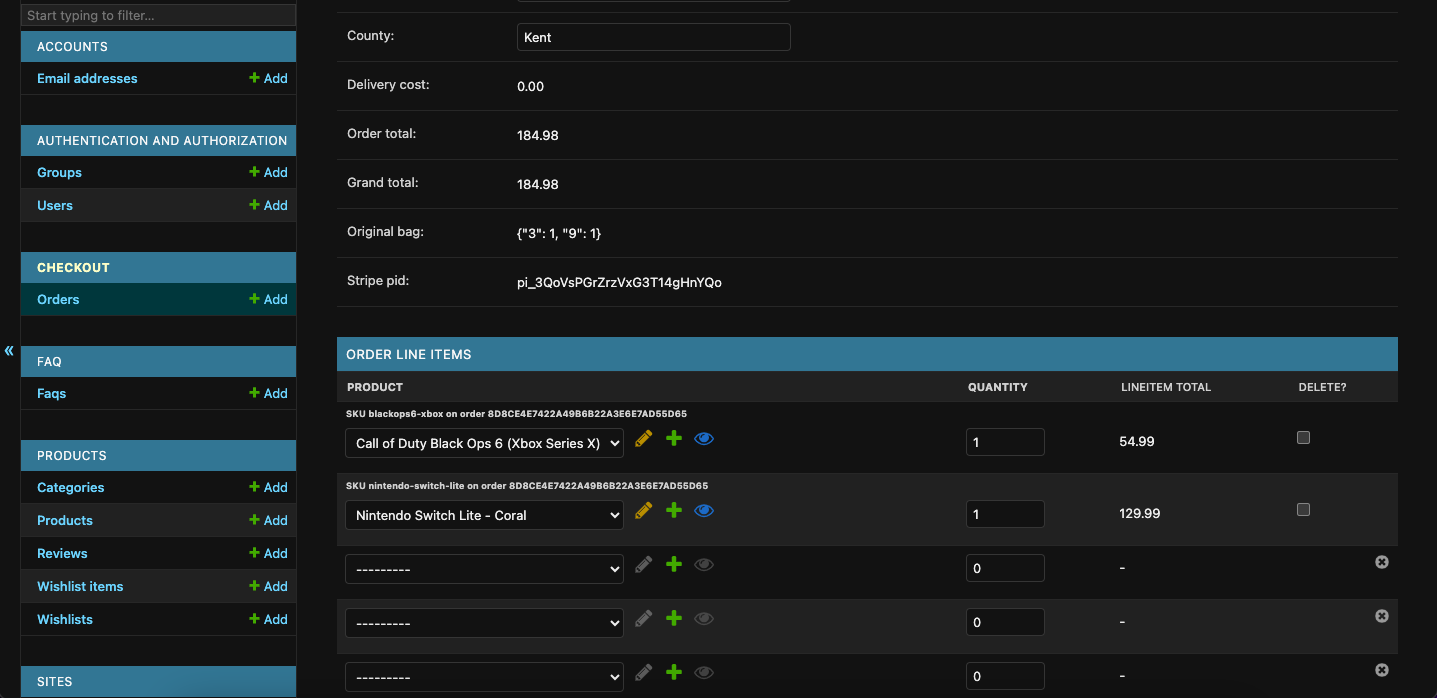 Start typing to filter...
ACCOUNTS
Email addresses
Add
AUTHENTICATION AND AUTHORIZATION
Groups
Add
Users
Add
CHECKOUT
Orders
Add
«
FAQ
Faqs
Add
PRODUCTS
Categories
Add
Products
Add
Reviews
Add
Wishlist items
Add
Wishlists
Add
SITES
County:
Kent
Delivery cost:
0.00
Order total:
184.98
Grand total:
184.98
Original bag:
{"3": 1, "9": 1}
Stripe pid:
pi_3QoVsPGrZrzVxG3T14gHnYQo
ORDER LINE ITEMS
PRODUCT QUANTITY LINEITEM TOTAL DELETE?
SKU blackops6-xbox on order 8D8CE4E7422A49B6B22A3E6E7AD55D65
Call of Duty Black Ops 6 (Xbox Series X) 1 54.99
SKU nintendo-switch-lite on order 8D8CE4E7422A49B6B22A3E6E7AD55D65
Nintendo Switch Lite - Coral 1 129.99
--------- 0 -
--------- 0 -
--------- 0 -